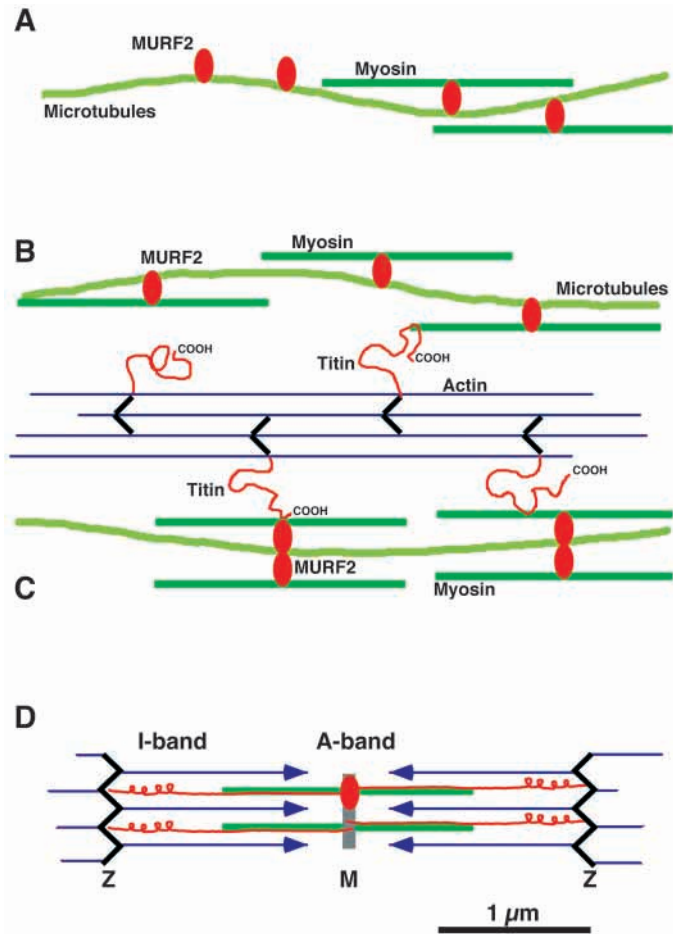 A
MURF2
Myosin
Microtubules
B
Myosin
MURF2
Microtubules
COOH
Titin
COOH
Actin
Titin
COOH
COOH
MURF2
C
Myosin
D
I-band
A-band
Z
M
Z
1 µm